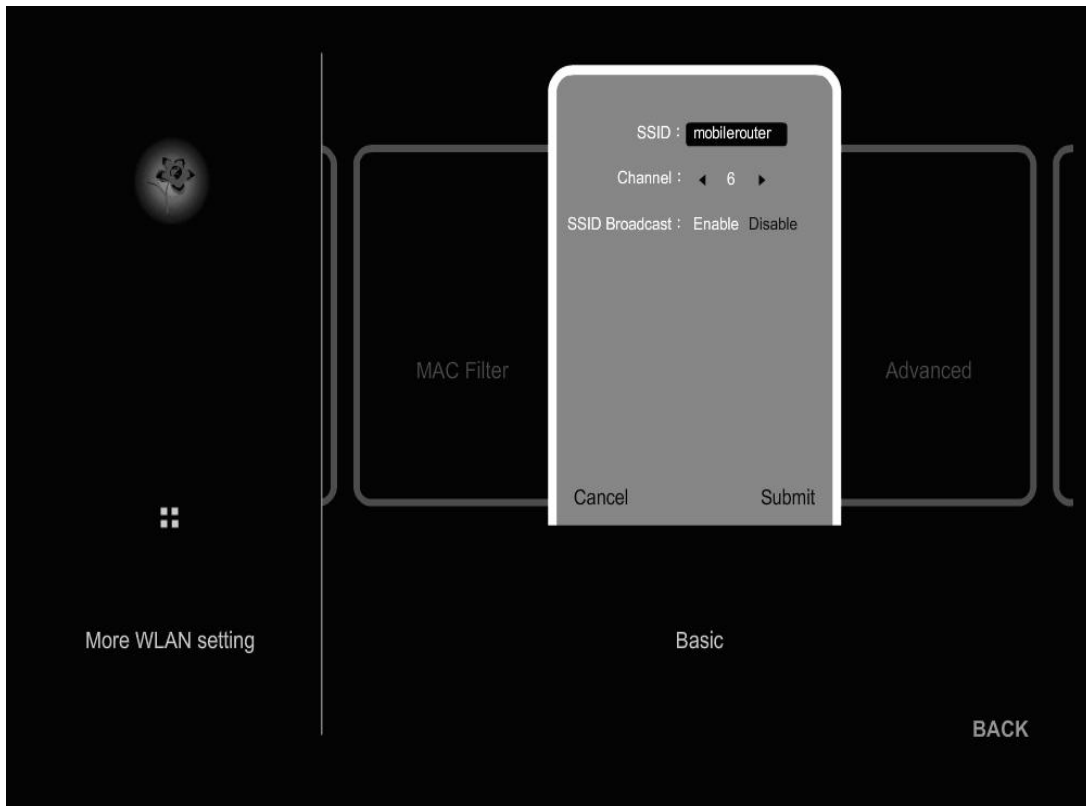 SSID : mobilerouter
Channel : 6
SSID Broadcast : Enable Disable
MAC Filter
Advanced
Cancel Submit
More WLAN setting
Basic
BACK